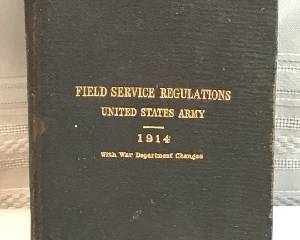 FIELD SERVICE REGULATIONS
UNITED STATES ARMY
1914
With War Department Changes